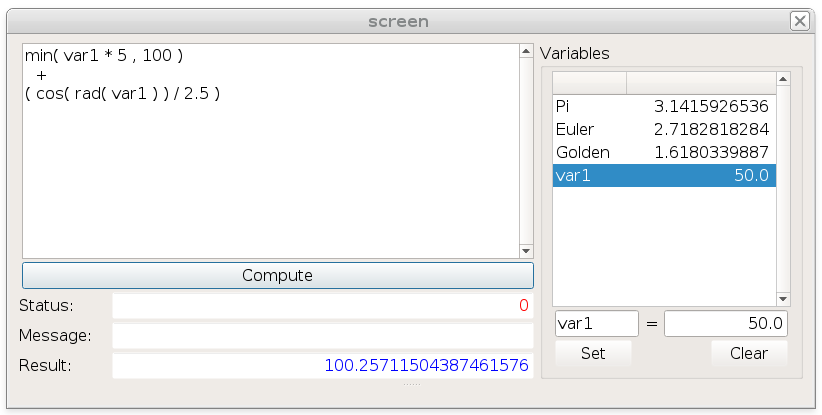 screen
min( var1 * 5 , 100 )
+
( cos( rad( var1 ) ) / 2.5 )
Compute
Status: 0
Message:
Result: 100.25711504387461576
Variables
Pi 3.1415926536
Euler 2.7182818284
Golden 1.6180339887
var1 50.0
var1 = 50.0
Set Clear